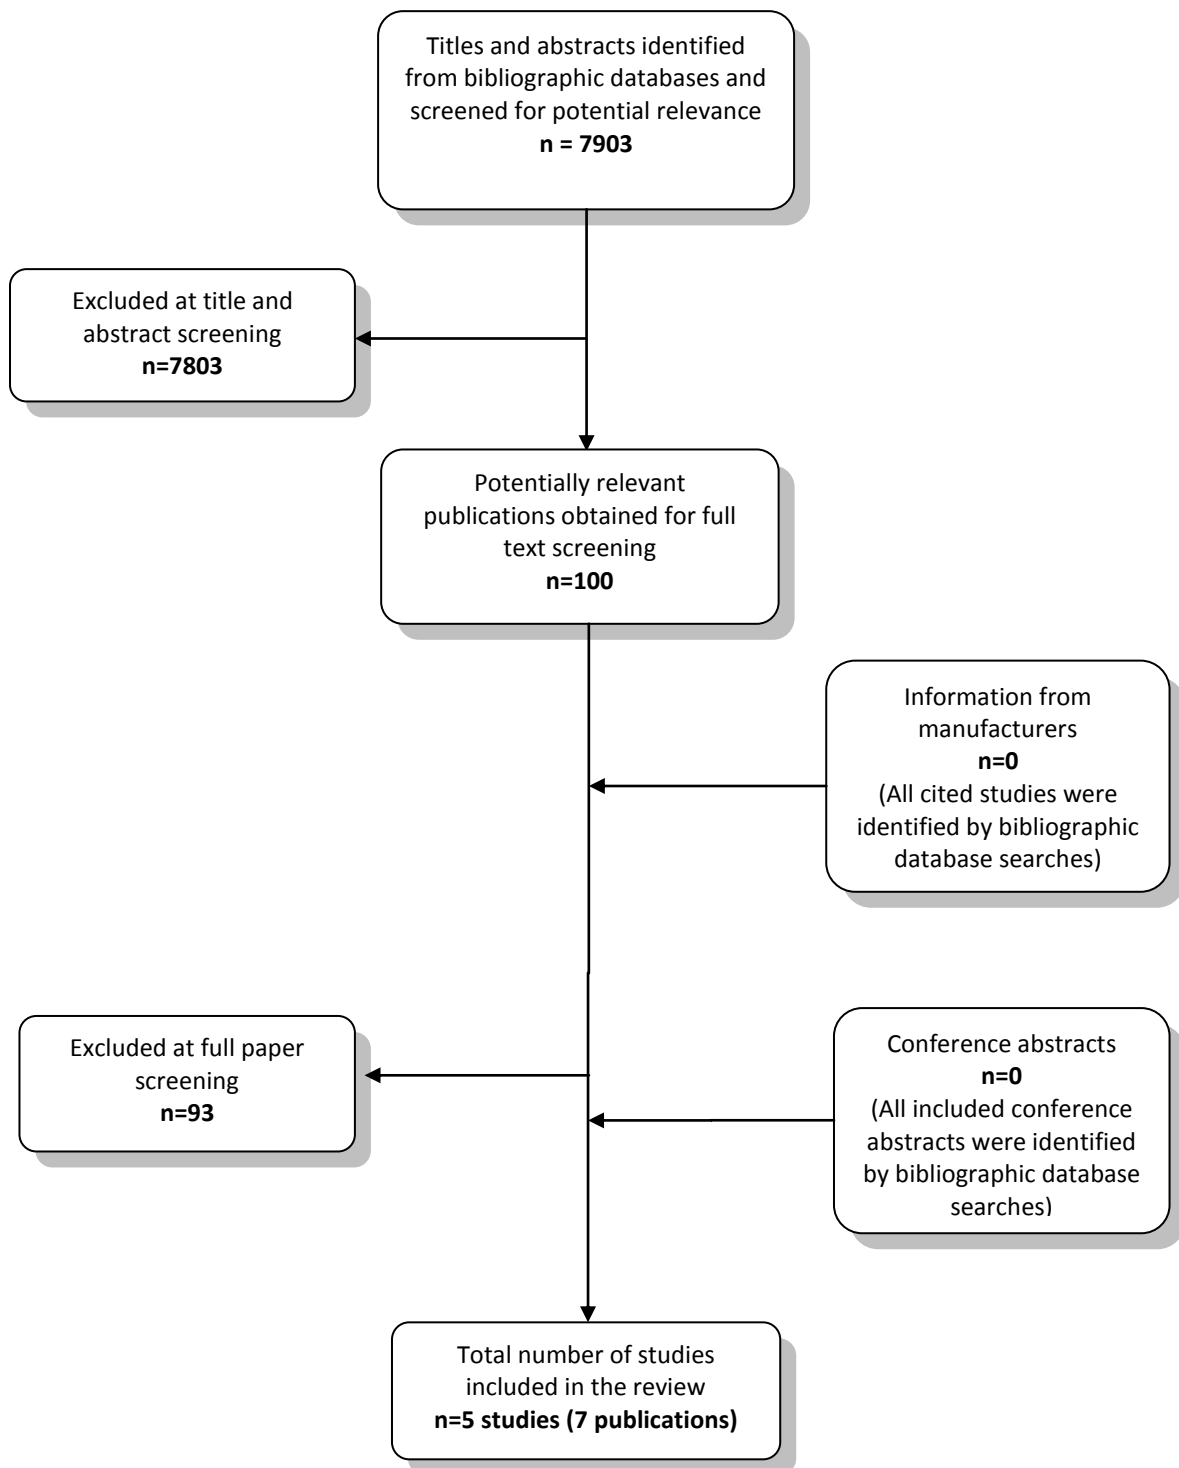 Titles and abstracts identified
from bibliographic databases and
screened for potential relevance
n = 7903
Excluded at title and
abstract screening
n=7803
Potentially relevant
publications obtained for full
text screening
n=100
Information from
manufacturers
n=0
(All cited studies were
identified by bibliographic
database searches)
Excluded at full paper
screening
n=93
Conference abstracts
n=0
(All included conference
abstracts were identified
by bibliographic database
searches)
Total number of studies
included in the review
n=5 studies (7 publications)